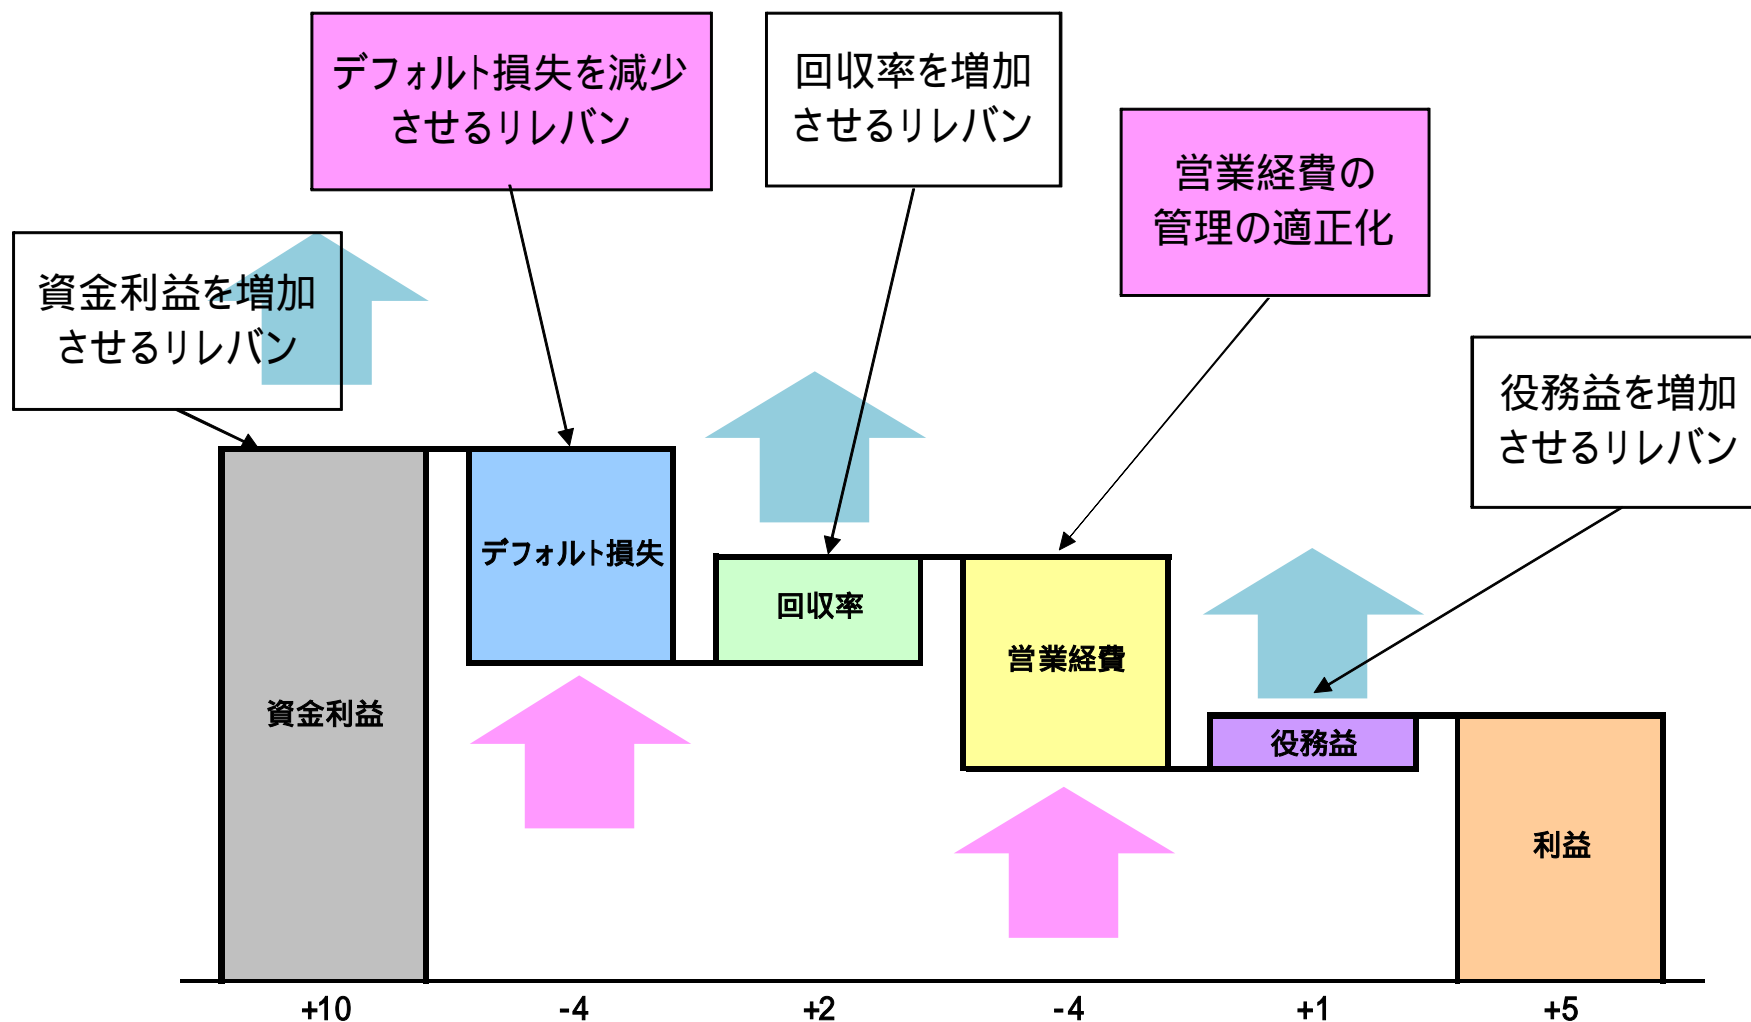 デフォルト損失を減少
させるリレバン
回収率を増加
させるリレバン
営業経費の
管理の適正化
資金利益を増加
させるリレバン
役務益を増加
させるリレバン
デフォルト損失
回収率
営業経費
資金利益
役務益
利益
+10
-4
+2
-4
+1
+5